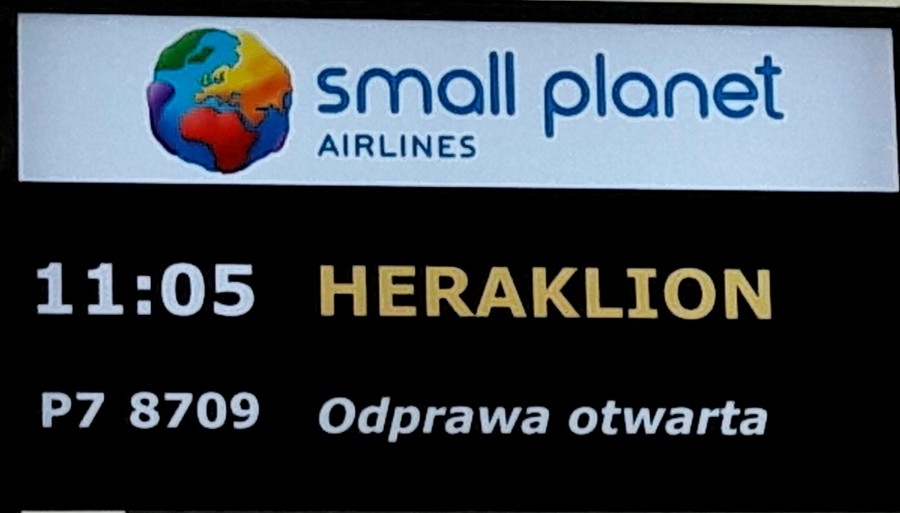 small planet
AIRLINES
11:05 HERAKLION
P7 8709 Odprawa otwarta